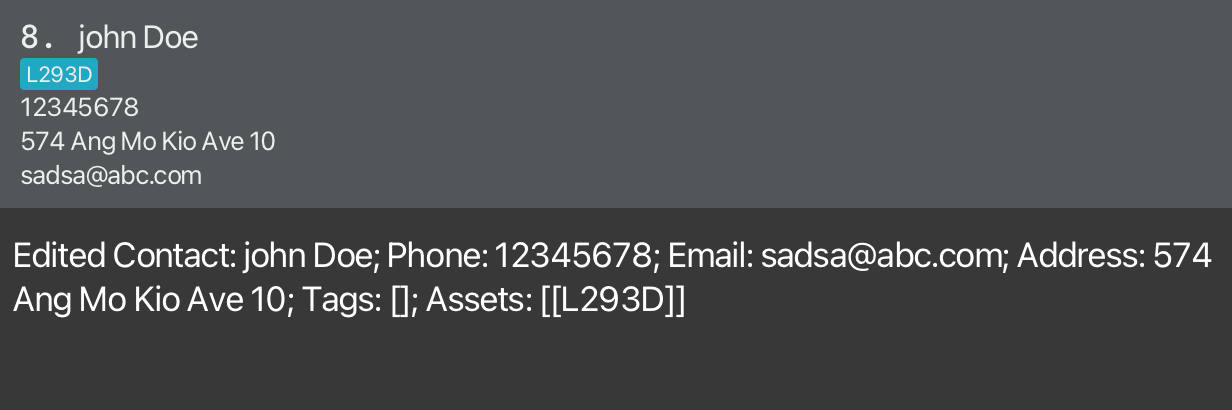 8. john Doe
L293D
12345678
574 Ang Mo Kio Ave 10
sadsa@abc.com
Edited Contact: john Doe; Phone: 12345678; Email: sadsa@abc.com; Address: 574
Ang Mo Kio Ave 10; Tags: []; Assets: [[L293D]]